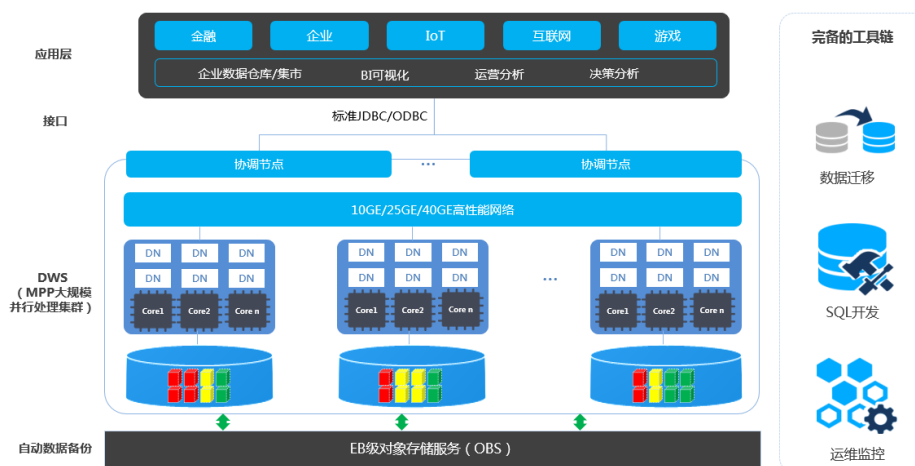 应用层
金融
企业
IoT
互联网
游戏
企业数据仓库/集市
BI可视化
运营分析
决策分析
接口
标准JDBC/ODBC
协调节点
...
协调节点
10GE/25GE/40GE高性能网络
DWS
（MPP大规模
并行处理集群）
DN DN DN
DN DN DN
Core1 Core2 Core n
DN DN DN
DN DN DN
Core1 Core2 Core n
...
DN DN DN
DN DN DN
Core1 Core2 Core n
自动数据备份
EB级对象存储服务（OBS）
完备的工具链
数据迁移
SQL开发
运维监控